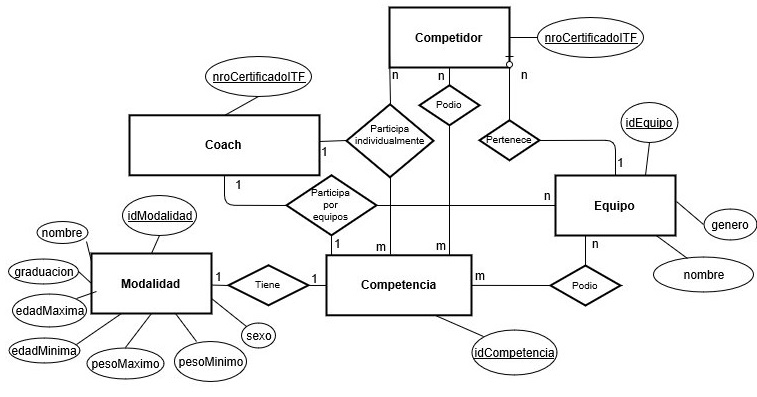 Competidor
nroCertificadoITF
nroCertificadoITF
n
n
n
Podio
idEquipo
Coach
1
Participa
individualmente
Pertenece
1
1
Participa
por
equipos
n
Equipo
genero
idModalidad
nombre
1
m
m
n
nombre
graduacion
Modalidad
1
Tiene
1
Competencia
m
Podio
edadMaxima
sexo
edadMinima
pesoMaximo
pesoMinimo
idCompetencia